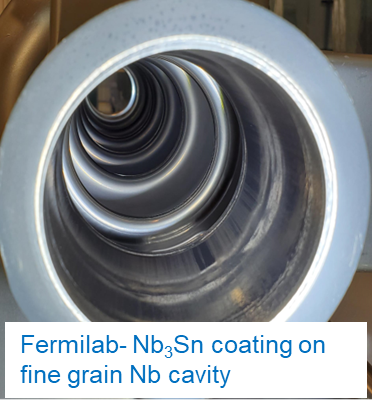 Fermilab- Nb₃Sn coating on
fine grain Nb cavity